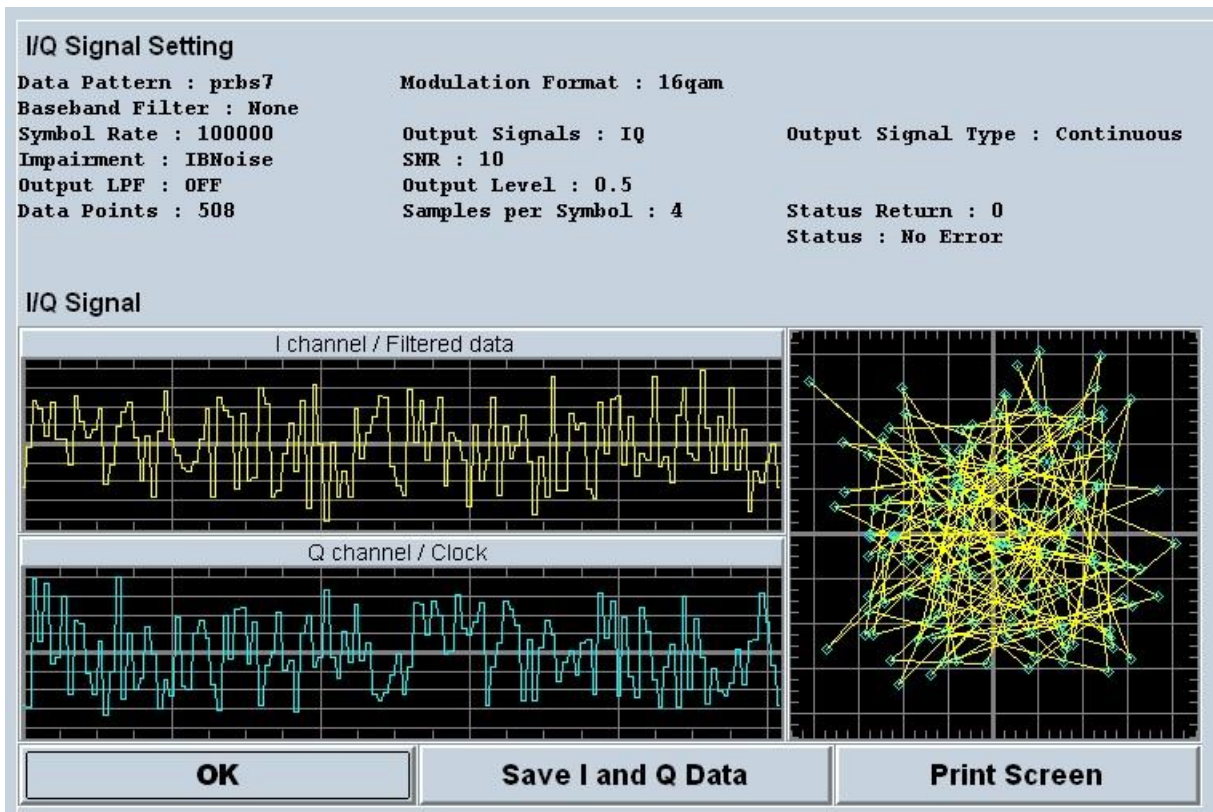 I/Q Signal Setting
Data Pattern : prbs7 Modulation Format : 16qam
Baseband Filter : None
Symbol Rate : 100000 Output Signals : IQ Output Signal Type : Continuous
Impairment : IBNoise SNR : 10
Output LPF : OFF Output Level : 0.5
Data Points : 508 Samples per Symbol : 4 Status Return : 0
Status : No Error
I/Q Signal
I channel / Filtered data
Q channel / Clock
OK Save I and Q Data Print Screen